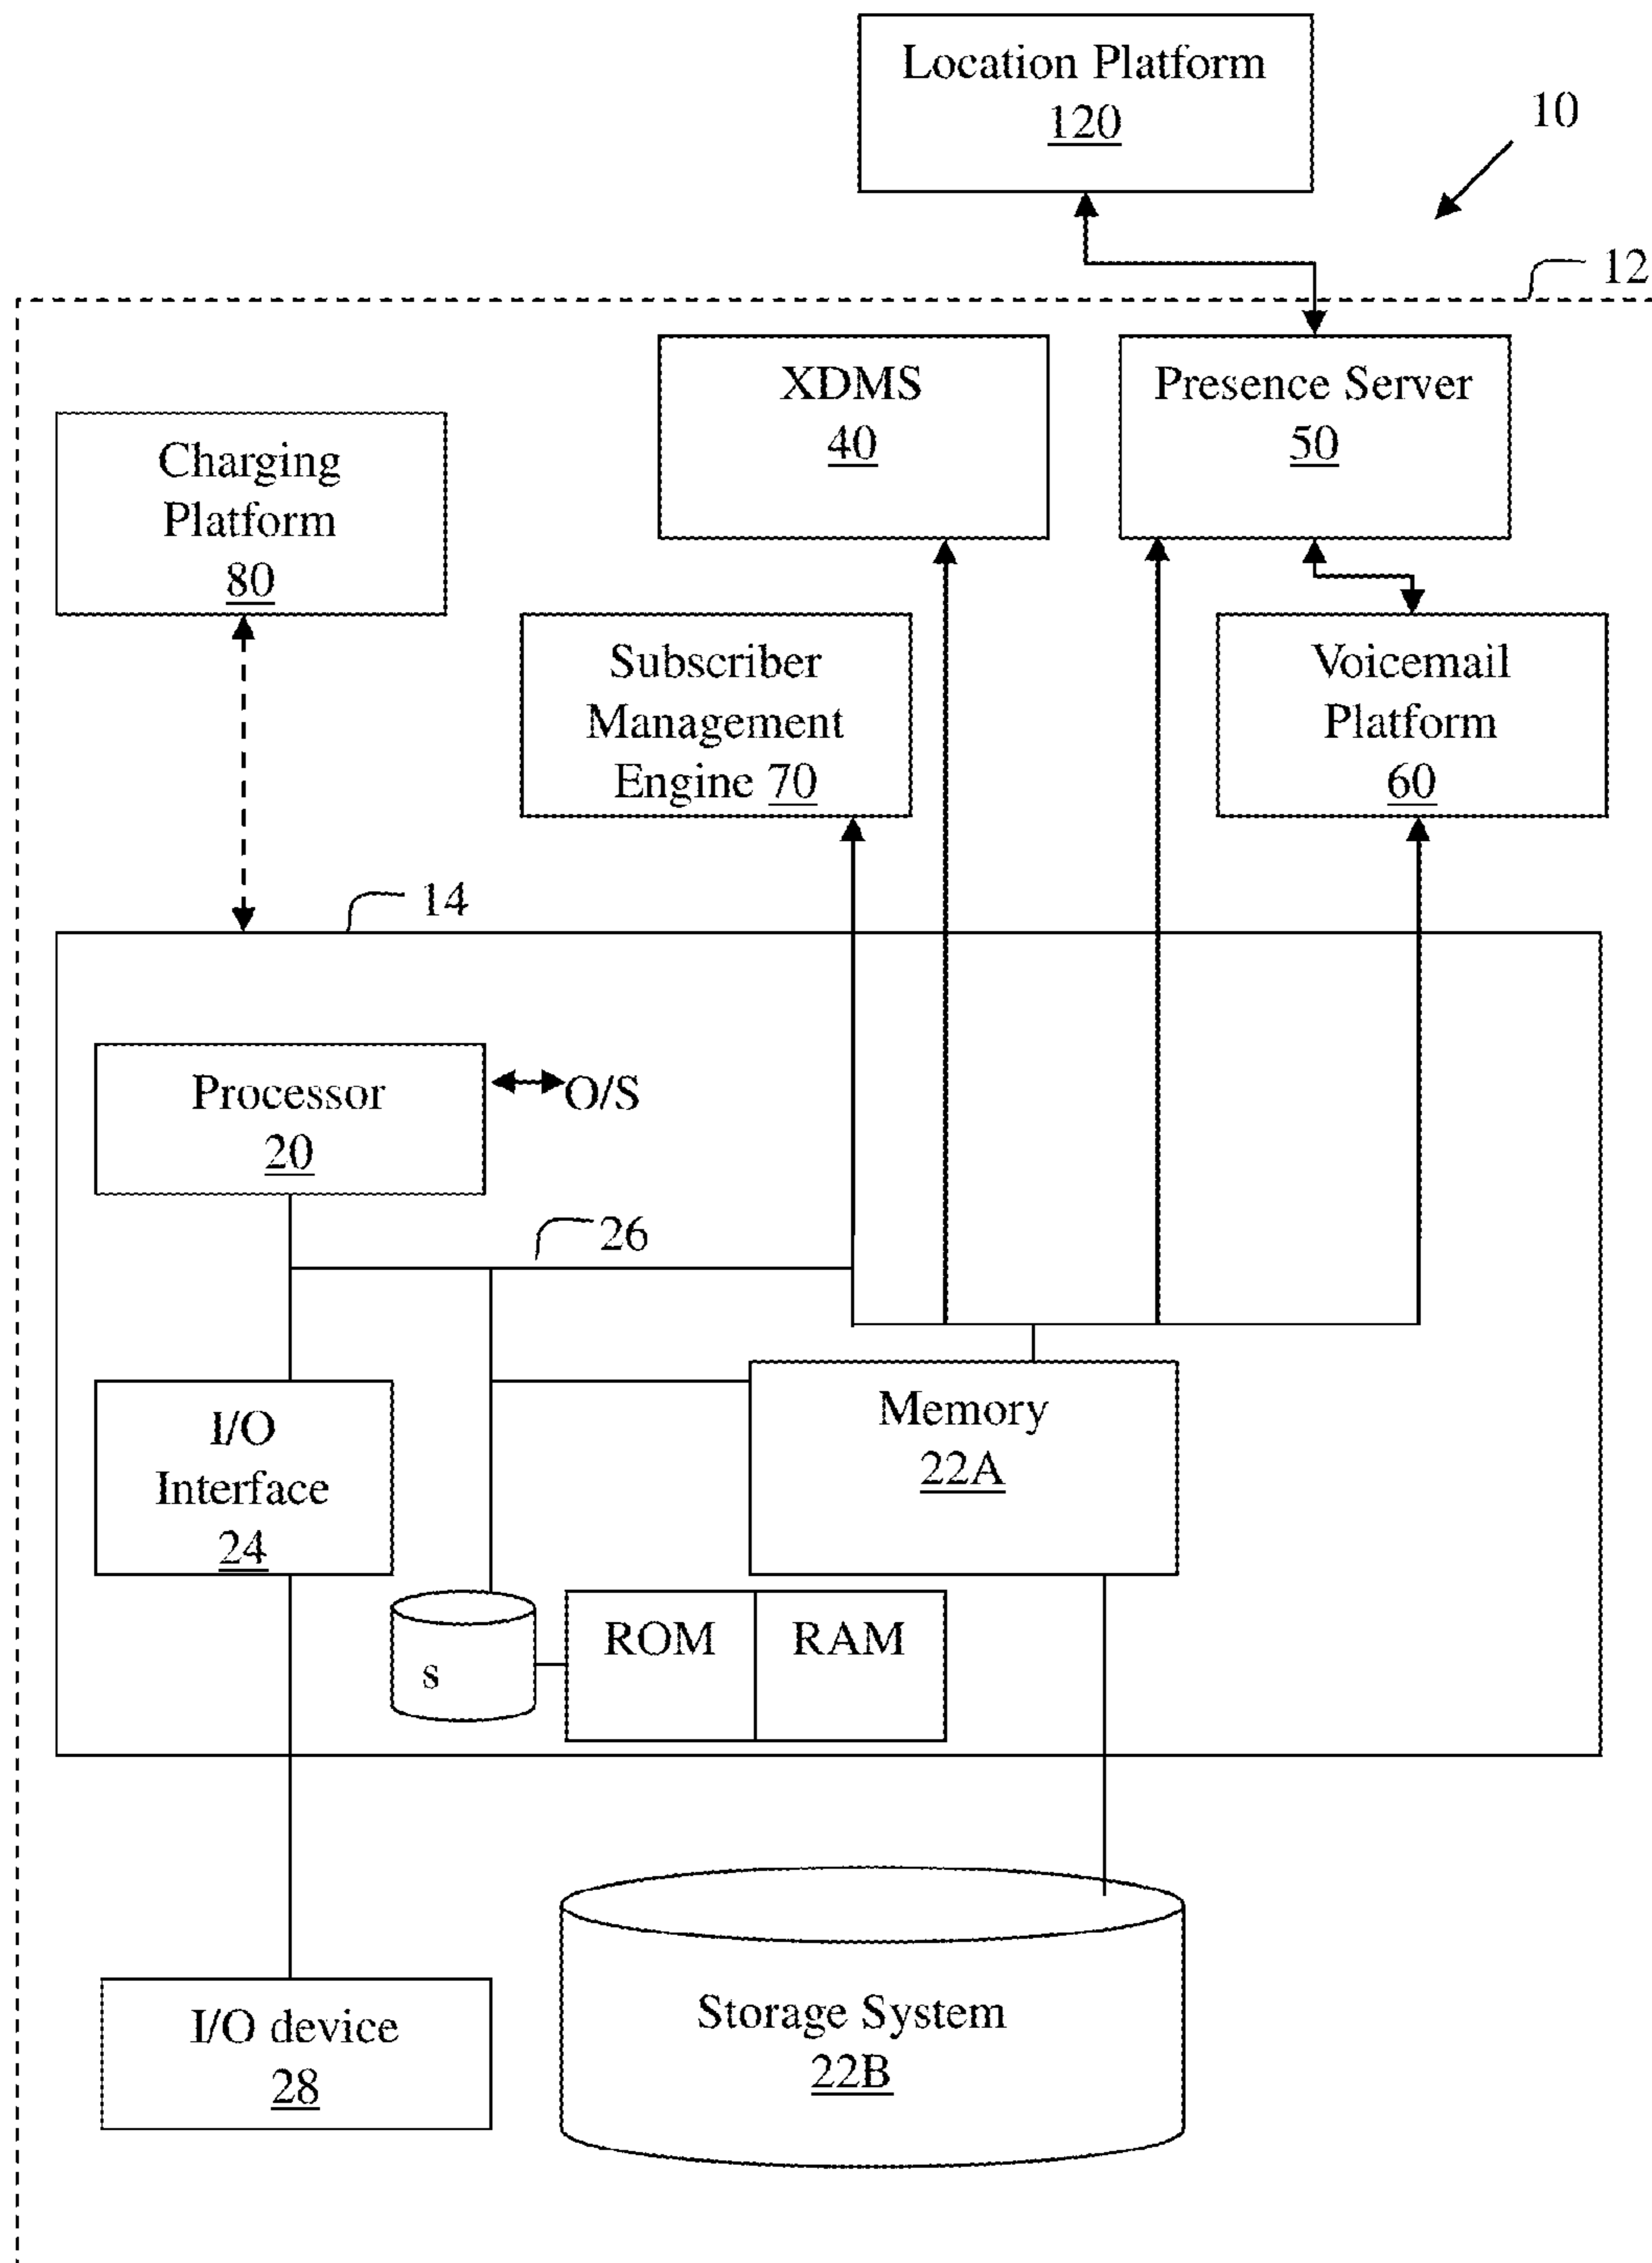 Location Platform
120
10
12
XDMS
40
Presence Server
50
Charging
Platform
80
Subscriber
Management
Engine 70
Voicemail
Platform
60
14
Processor
20
O/S
26
I/O
Interface
24
Memory
22A
s
ROM
RAM
I/O device
28
Storage System
22B